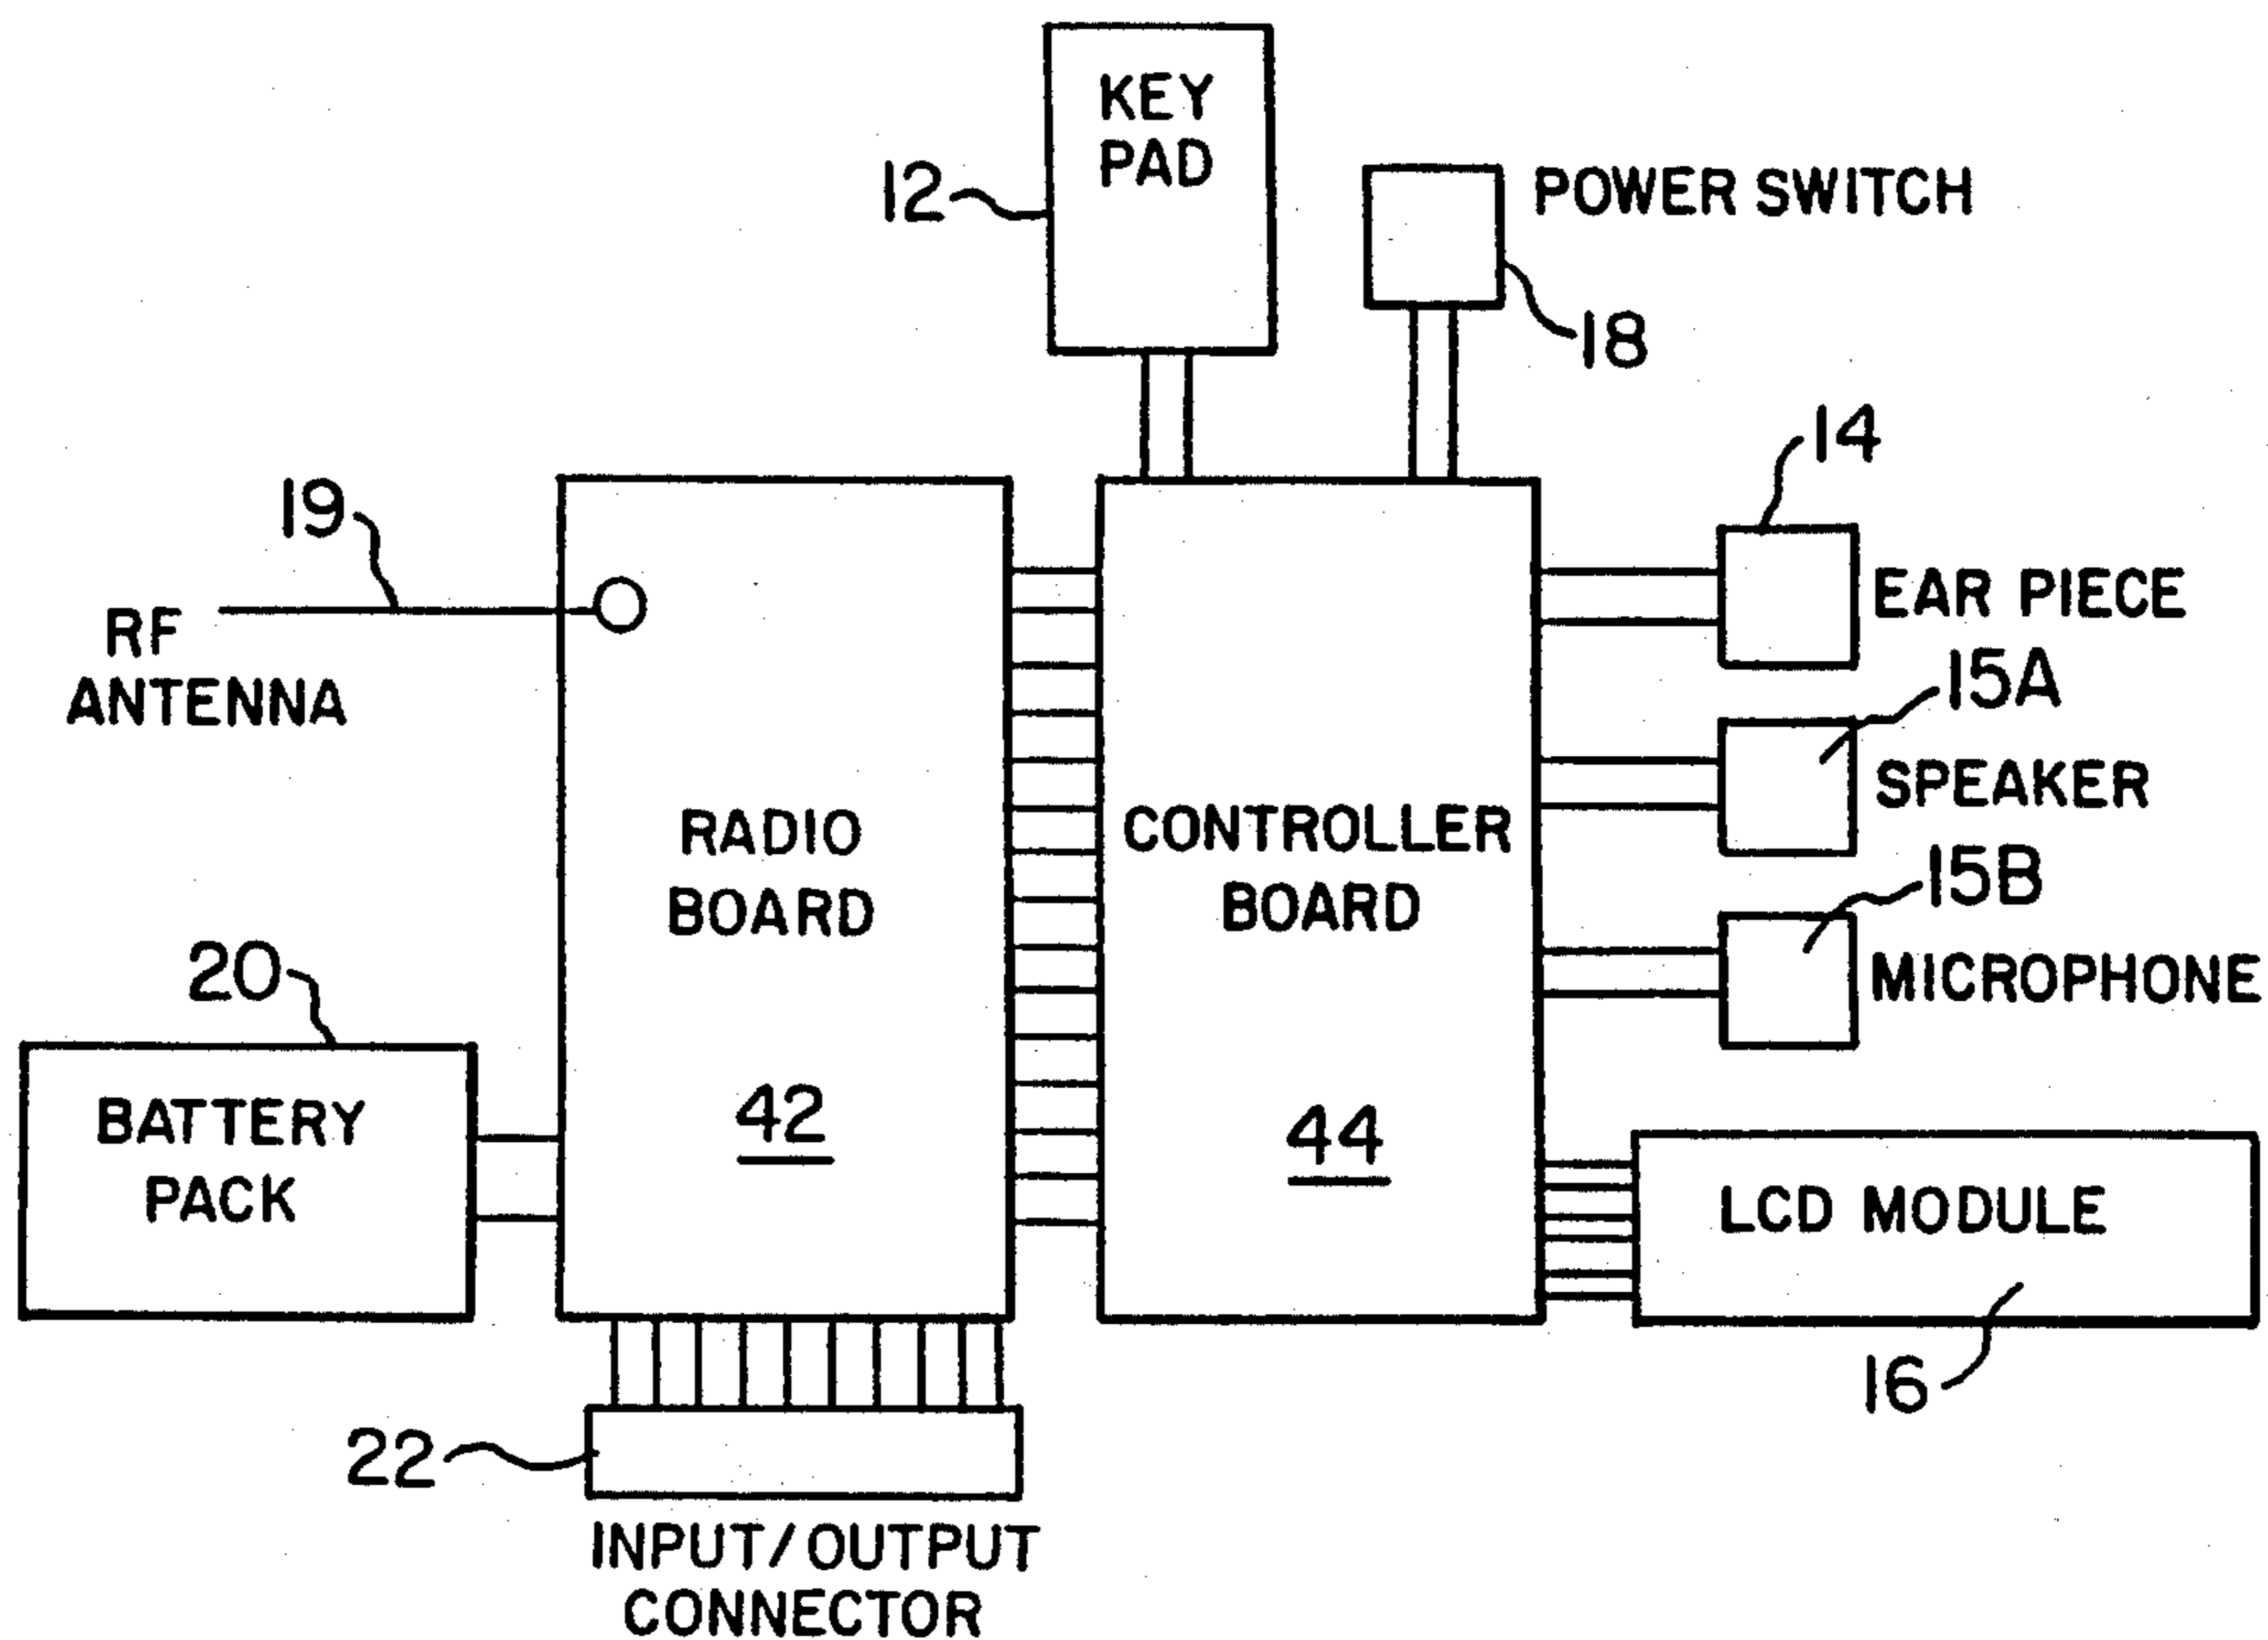 KEY
PAD
12
POWER SWITCH
18
14
19
EAR PIECE
RF
ANTENNA
15A
SPEAKER
RADIO
BOARD
CONTROLLER
BOARD
15B
MICROPHONE
20
BATTERY
PACK
42
44
LCD MODULE
16
22
INPUT/OUTPUT
CONNECTOR